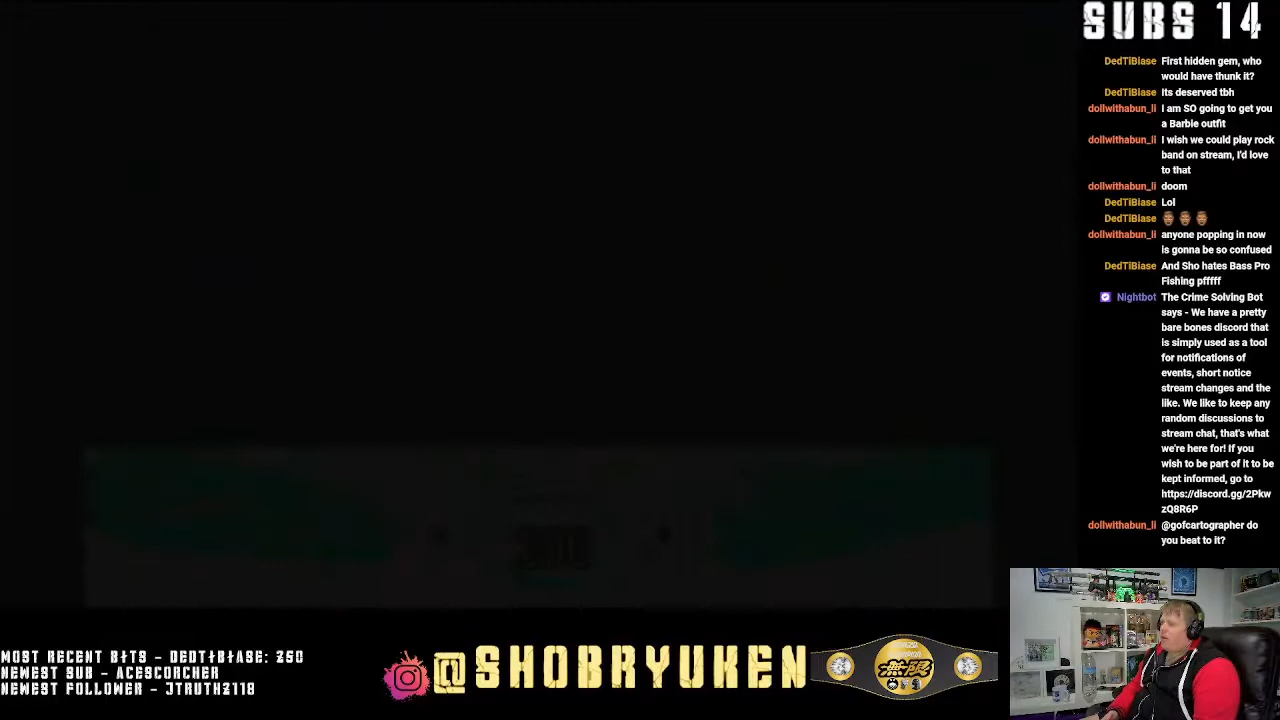 SUBS 14
DedTiBiase First hidden gem, who
would have thunk it?
DedTiBiase Its deserved tbh
dollwithabun_li I am SO going to get you
a Barbie outfit
dollwithabun_li I wish we could play rock
band on stream, I'd love
to that
dollwithabun_li doom
DedTiBiase Lol
DedTiBiase
dollwithabun_li anyone popping in now
is gonna be so confused
DedTiBiase And Sho hates Bass Pro
Fishing pfffff
Nightbot The Crime Solving Bot
says - We have a pretty
bare bones discord that
is simply used as a tool
for notifications of
events, short notice
stream changes and the
like. We like to keep any
random discussions to
stream chat, that's what
we're here for! If you
wish to be part of it to be
kept informed, go to
https://discord.gg/2Pkw
zQ8R6P
dollwithabun_li @gofcartographer do
you beat to it?
MOST RECENT BITS - DEDTIBIASE: 250
NEWEST SUB - ACESCORCHER
NEWEST FOLLOWER - JTRUTH2118
@SHOBRYUKEN